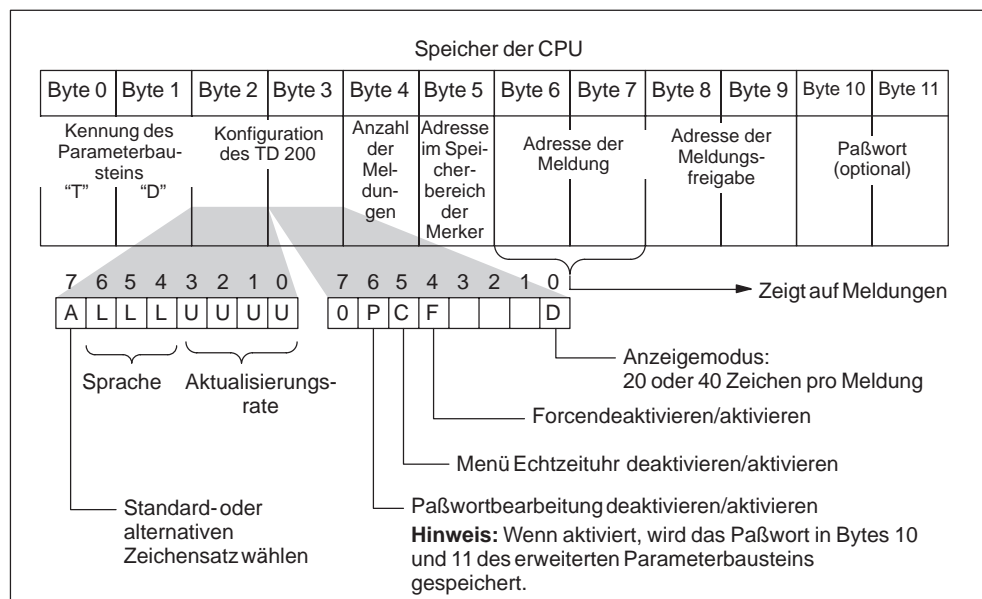 Speicher der CPU
Byte 0 Byte 1 Byte 2 Byte 3 Byte 4 Byte 5 Byte 6 Byte 7 Byte 8 Byte 9 Byte 10 Byte 11
Kennung des
Parameterbau-
steins
“T” “D”
Konfiguration
des TD 200
Anzahl
der
Mel-
dun-
gen
Adresse
im Spei-
cher-
bereich
der
Merker
Adresse der
Meldung
Adresse der
Meldungs-
freigabe
Paßwort
(optional)
7 6 5 4 3 2 1 0
A L L L U U U U
7 6 5 4 3 2 1 0
0 P C F D
Zeigt auf Meldungen
Sprache
Aktualisierungs-
rate
Anzeigemodus:
20 oder 40 Zeichen pro Meldung
Forcendeaktivieren/aktivieren
Menü Echtzeituhr deaktivieren/aktivieren
Standard-oder
alternativen
Zeichensatz wählen
Paßwortbearbeitung deaktivieren/aktivieren
Hinweis: Wenn aktiviert, wird das Paßwort in Bytes 10
und 11 des erweiterten Parameterbausteins
gespeichert.